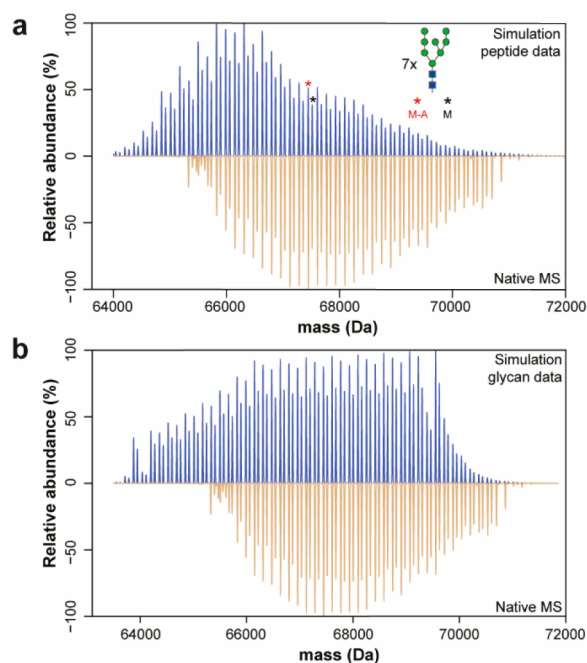 a
Simulation
peptide data
7x
* *
M-A M
Relative abundance (%)
100
50
0
−50
−100
Native MS
64000 66000 68000 70000 72000
mass (Da)
b
Simulation
glycan data
Relative abundance (%)
100
50
0
−50
−100
Native MS
64000 66000 68000 70000 72000
mass (Da)